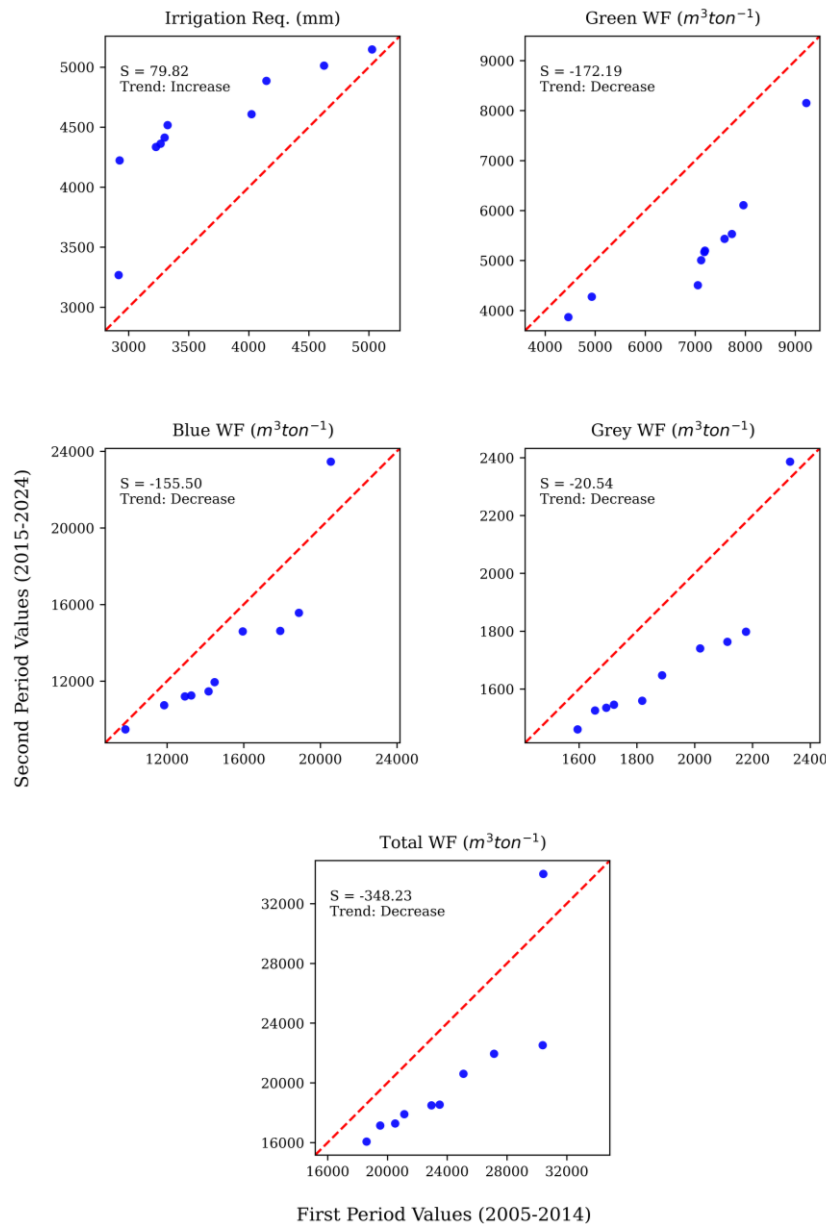 Irrigation Req. (mm)
S = 79.82
Trend: Increase
5000
4500
4000
3500
3000
3000 3500 4000 4500 5000
Green WF (m³ton⁻¹)
S = -172.19
Trend: Decrease
9000
8000
7000
6000
5000
4000
4000 5000 6000 7000 8000 9000
Second Period Values (2015-2024)
Blue WF (m³ton⁻¹)
S = -155.50
Trend: Decrease
24000
20000
16000
12000
12000 16000 20000 24000
Grey WF (m³ton⁻¹)
S = -20.54
Trend: Decrease
2400
2200
2000
1800
1600
1600 1800 2000 2200 240
Total WF (m³ton⁻¹)
S = -348.23
Trend: Decrease
32000
28000
24000
20000
16000
16000 20000 24000 28000 32000
First Period Values (2005-2014)